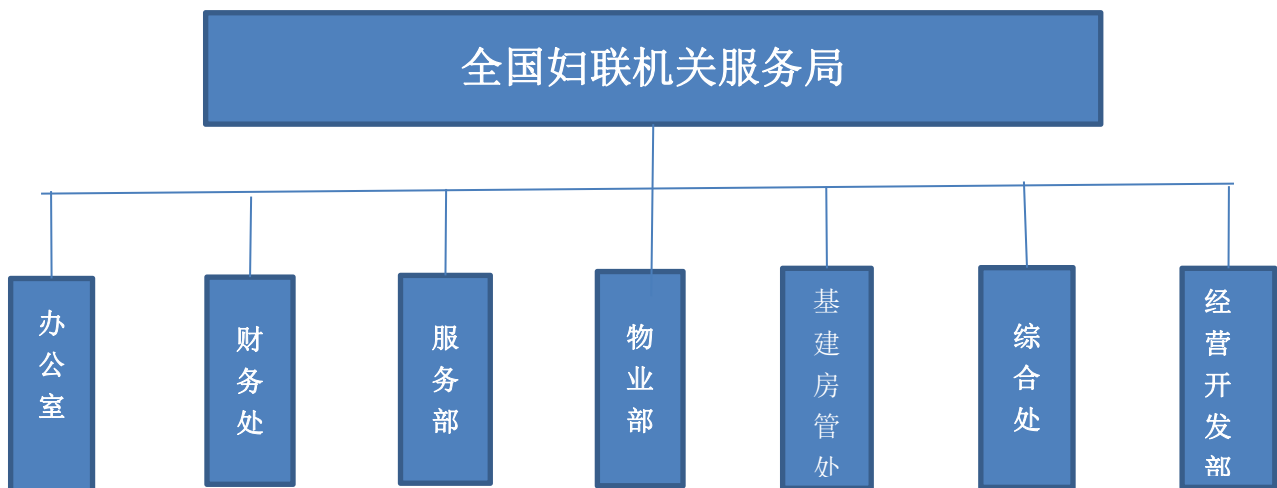 全国妇联机关服务局
办公室
财务处
服务部
物业部
基建房管处
综合处
经营开发部